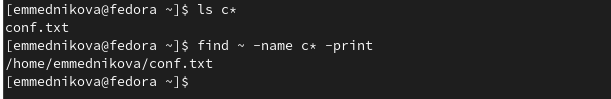 [emmednikova@fedora ~]$ ls c*
conf.txt
[emmednikova@fedora ~]$ find ~ -name c* -print
/home/emmednikova/conf.txt
[emmednikova@fedora ~]$